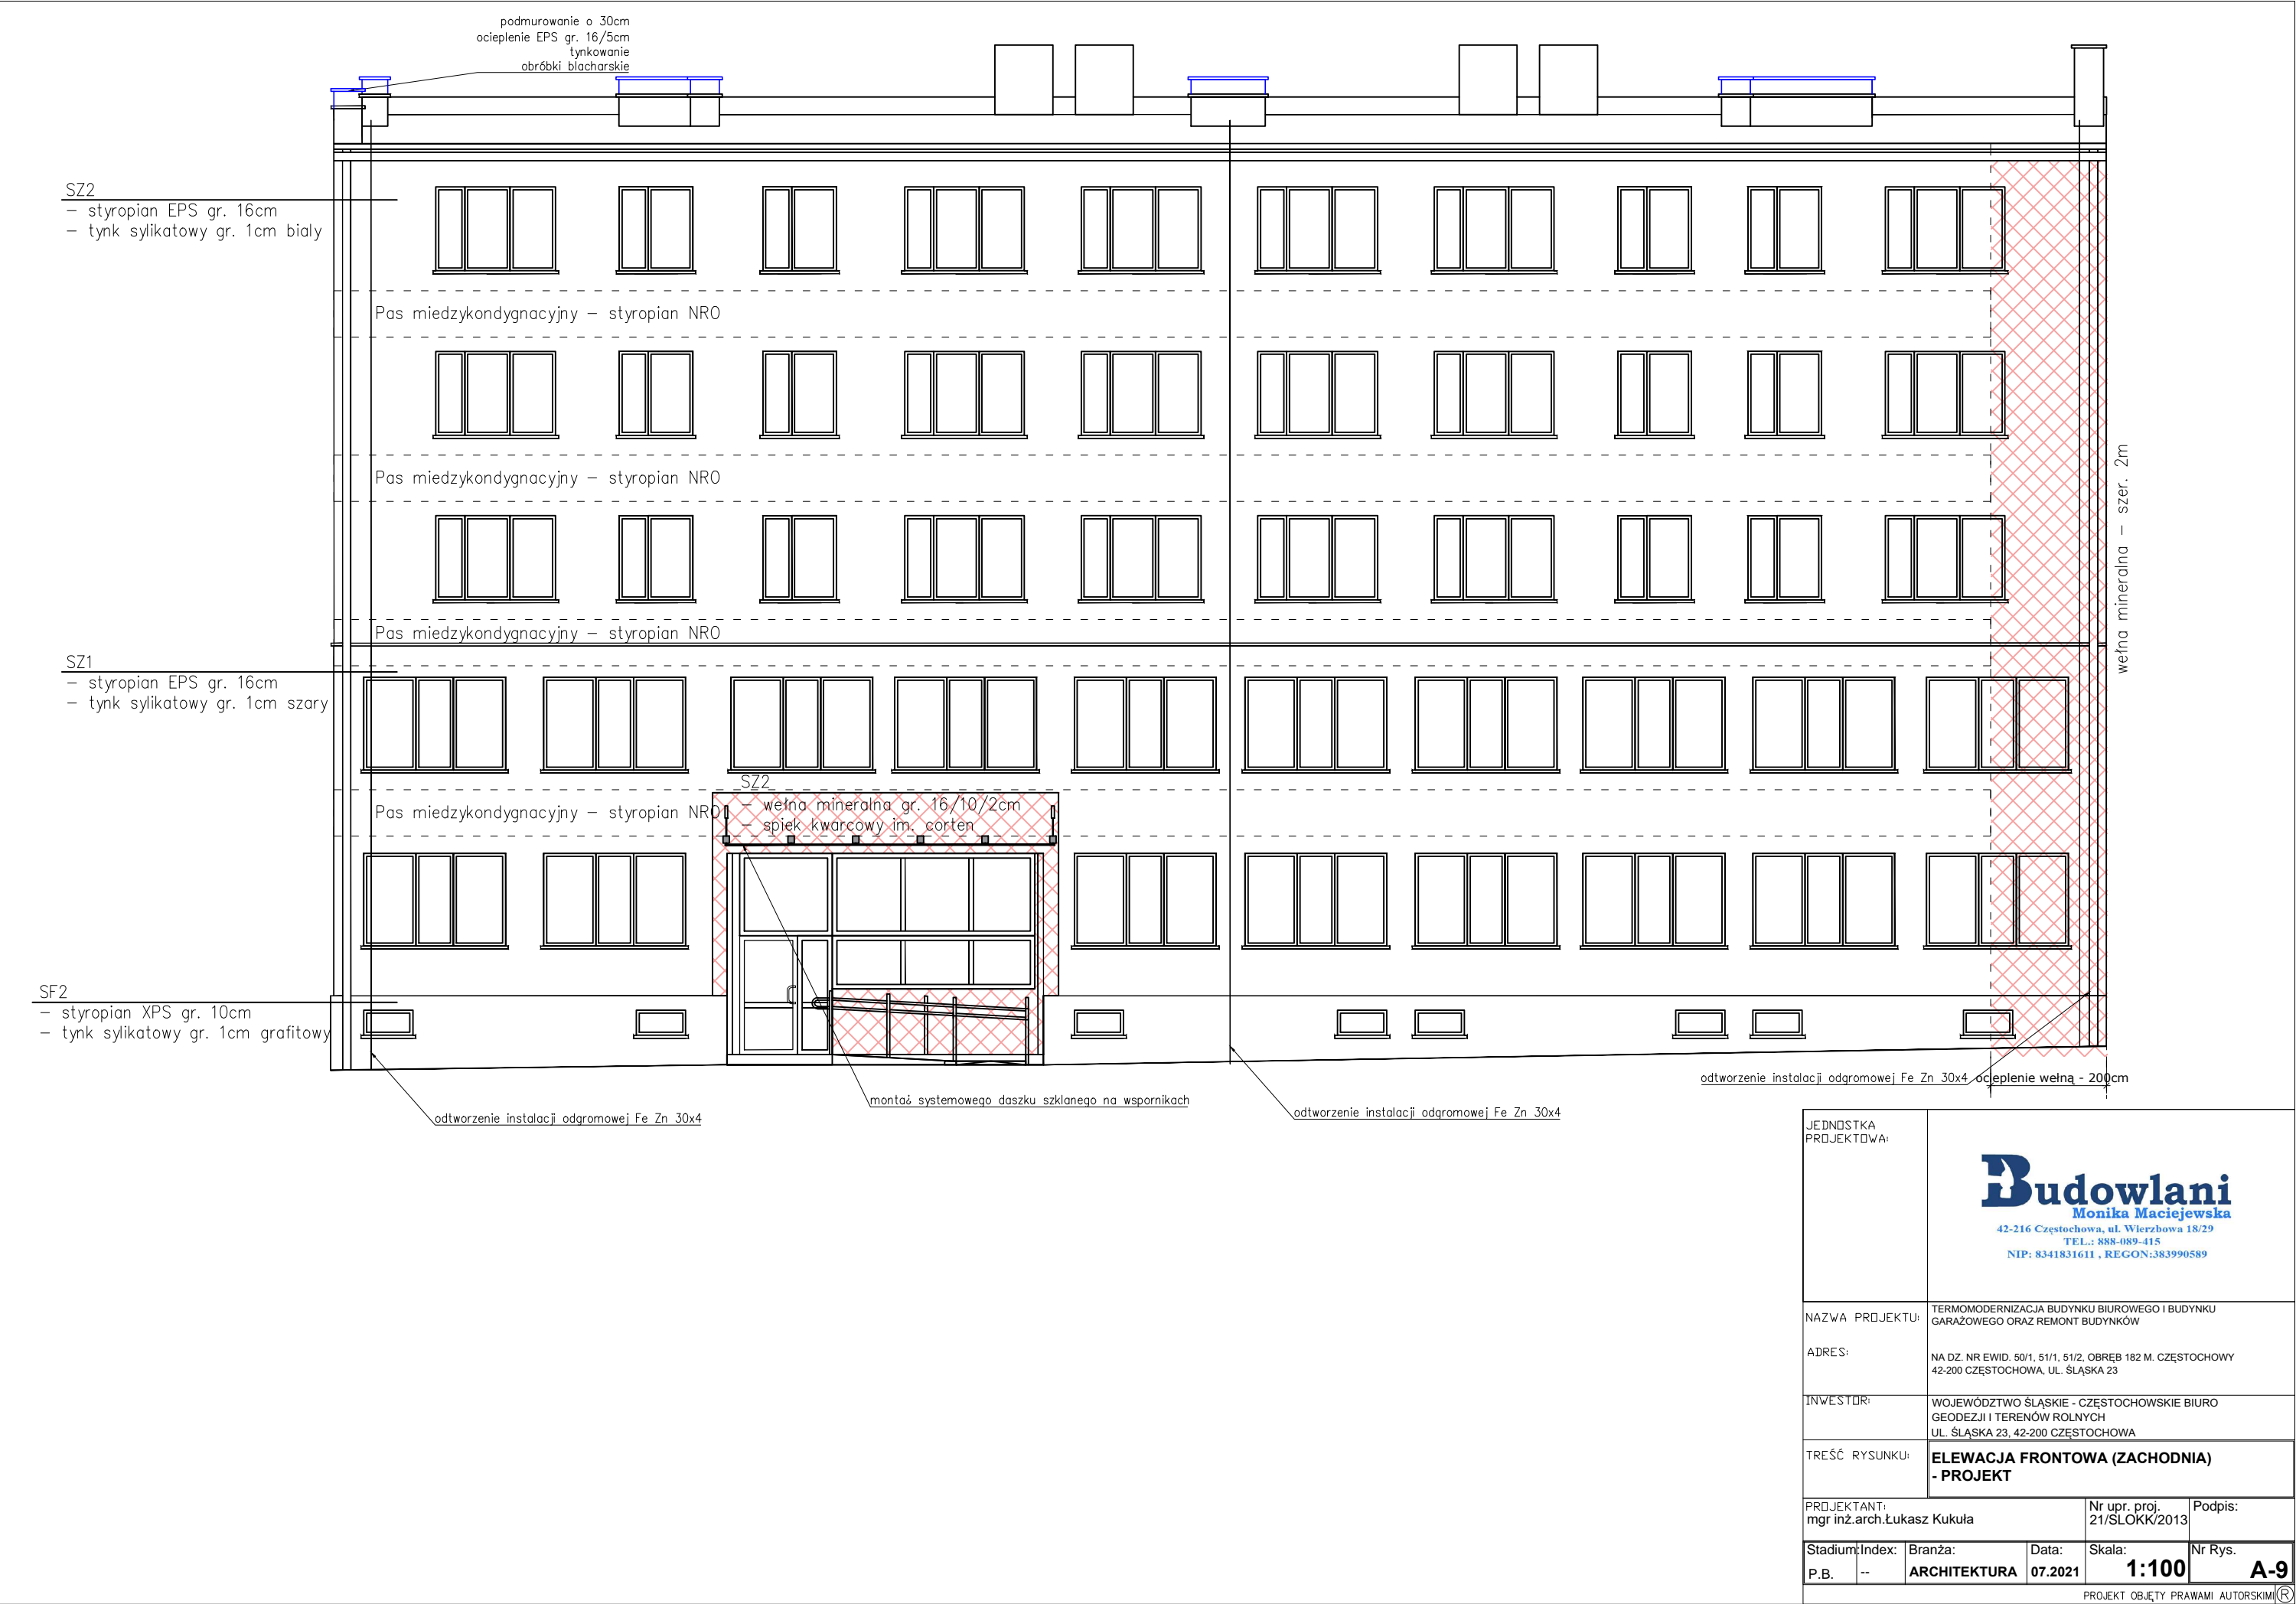 podmurowanie o 30cm
ocieplenie EPS gr. 16/5cm
tynkowanie
obróbki blacharskie
SZ2
- styropian EPS gr. 16cm
- tynk sylikatowy gr. 1cm bialy
Pas miedzykondygnacyjny - styropian NRO
Pas miedzykondygnacyjny - styropian NRO
wełna mineralna - szer. 2m
Pas miedzykondygnacyjny - styropian NRO
SZ1
- styropian EPS gr. 16cm
- tynk sylikatowy gr. 1cm szary
SZ2
- wełna mineralna gr. 16/10/2cm
- spiek kwarcowy im. corten
Pas miedzykondygnacyjny - styropian NRO
SF2
- styropian XPS gr. 10cm
- tynk sylikatowy gr. 1cm grafitowy
odtworzenie instalacji odgromowej Fe Zn 30x4
ocieplenie wełną - 200cm
montaż systemowego daszku szklanego na wspornikach
odtworzenie instalacji odgromowej Fe Zn 30x4
odtworzenie instalacji odgromowej Fe Zn 30x4
JEDNOSTKA
PROJEKTOWA:
Budowlani
Monika Maciejewska
42-216 Częstochowa, ul. Wierzbowa 18/29
TEL.: 888-089-415
NIP: 8341831611 , REGON:383990589
NAZWA PROJEKTU:
TERMOMODERNIZACJA BUDYNKU BIUROWEGO I BUDYNKU
GARAŻOWEGO ORAZ REMONT BUDYNKÓW
ADRES:
NA DZ. NR EWID. 50/1, 51/1, 51/2, OBRĘB 182 M. CZĘSTOCHOWY
42-200 CZĘSTOCHOWA, UL. ŚLĄSKA 23
INWESTOR:
WOJEWÓDZTWO ŚLĄSKIE - CZĘSTOCHOWSKIE BIURO
GEODEZJI I TERENÓW ROLNYCH
UL. ŚLĄSKA 23, 42-200 CZĘSTOCHOWA
TREŚĆ RYSUNKU:
ELEWACJA FRONTOWA (ZACHODNIA)
- PROJEKT
PROJEKTANT:
mgr inż.arch.Łukasz Kukuła
Nr upr. proj.
21/SLOKK/2013
Podpis:
Stadium: Index: Branża: Data: Skala: Nr Rys.
P.B. -- ARCHITEKTURA 07.2021 1:100 A-9
PROJEKT OBJĘTY PRAWAMI AUTORSKIMI ®